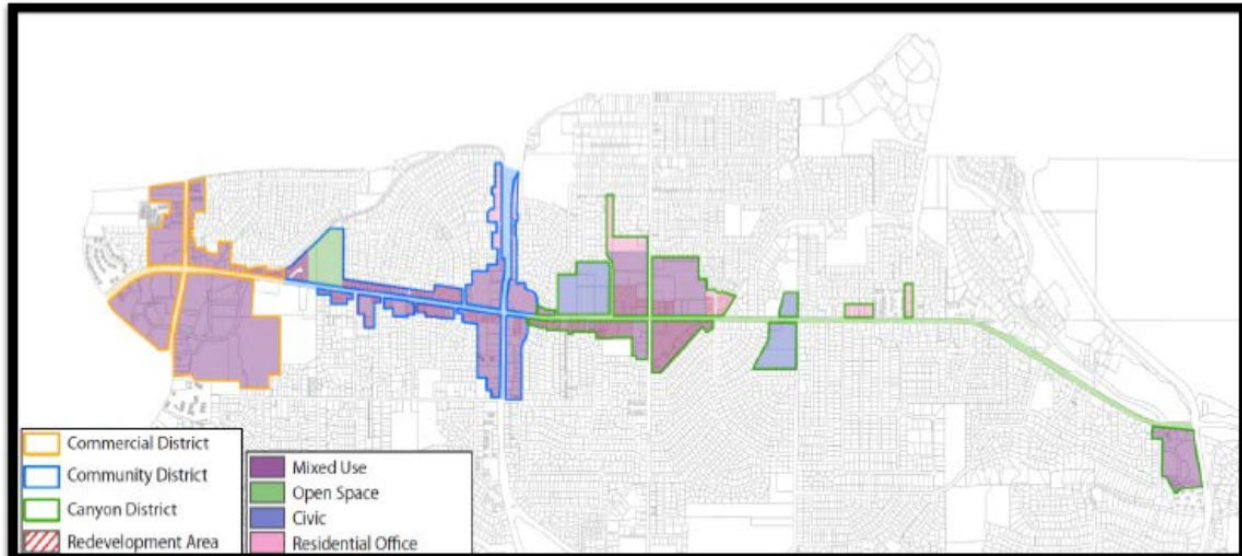 Commercial District
Community District
Canyon District
Redevelopment Area
Mixed Use
Open Space
Civic
Residential Office